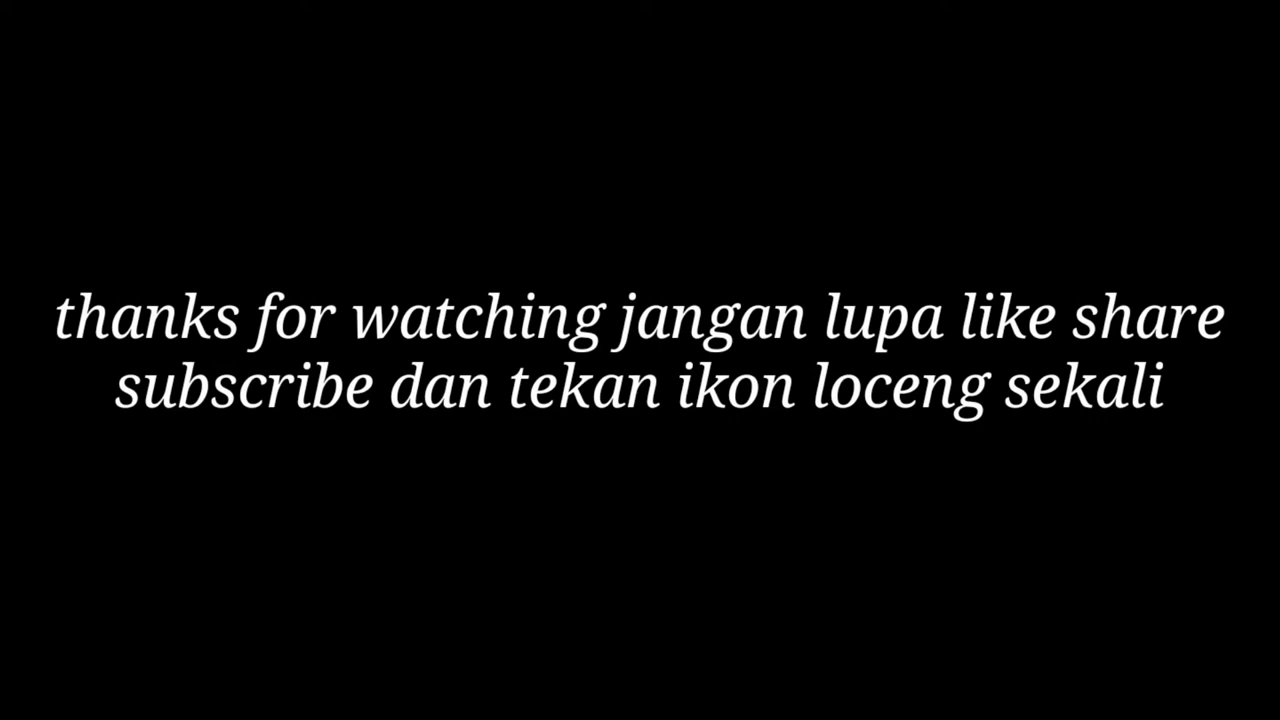 thanks for watching jangan lupa like share
subscribe dan tekan ikon loceng sekali